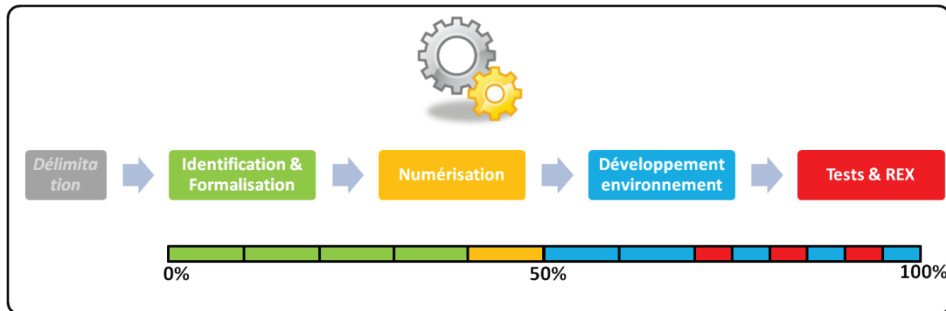 Délimita
tion
Identification &
Formalisation
Numérisation
Développement
environnement
Tests & REX
0%
50%
100%